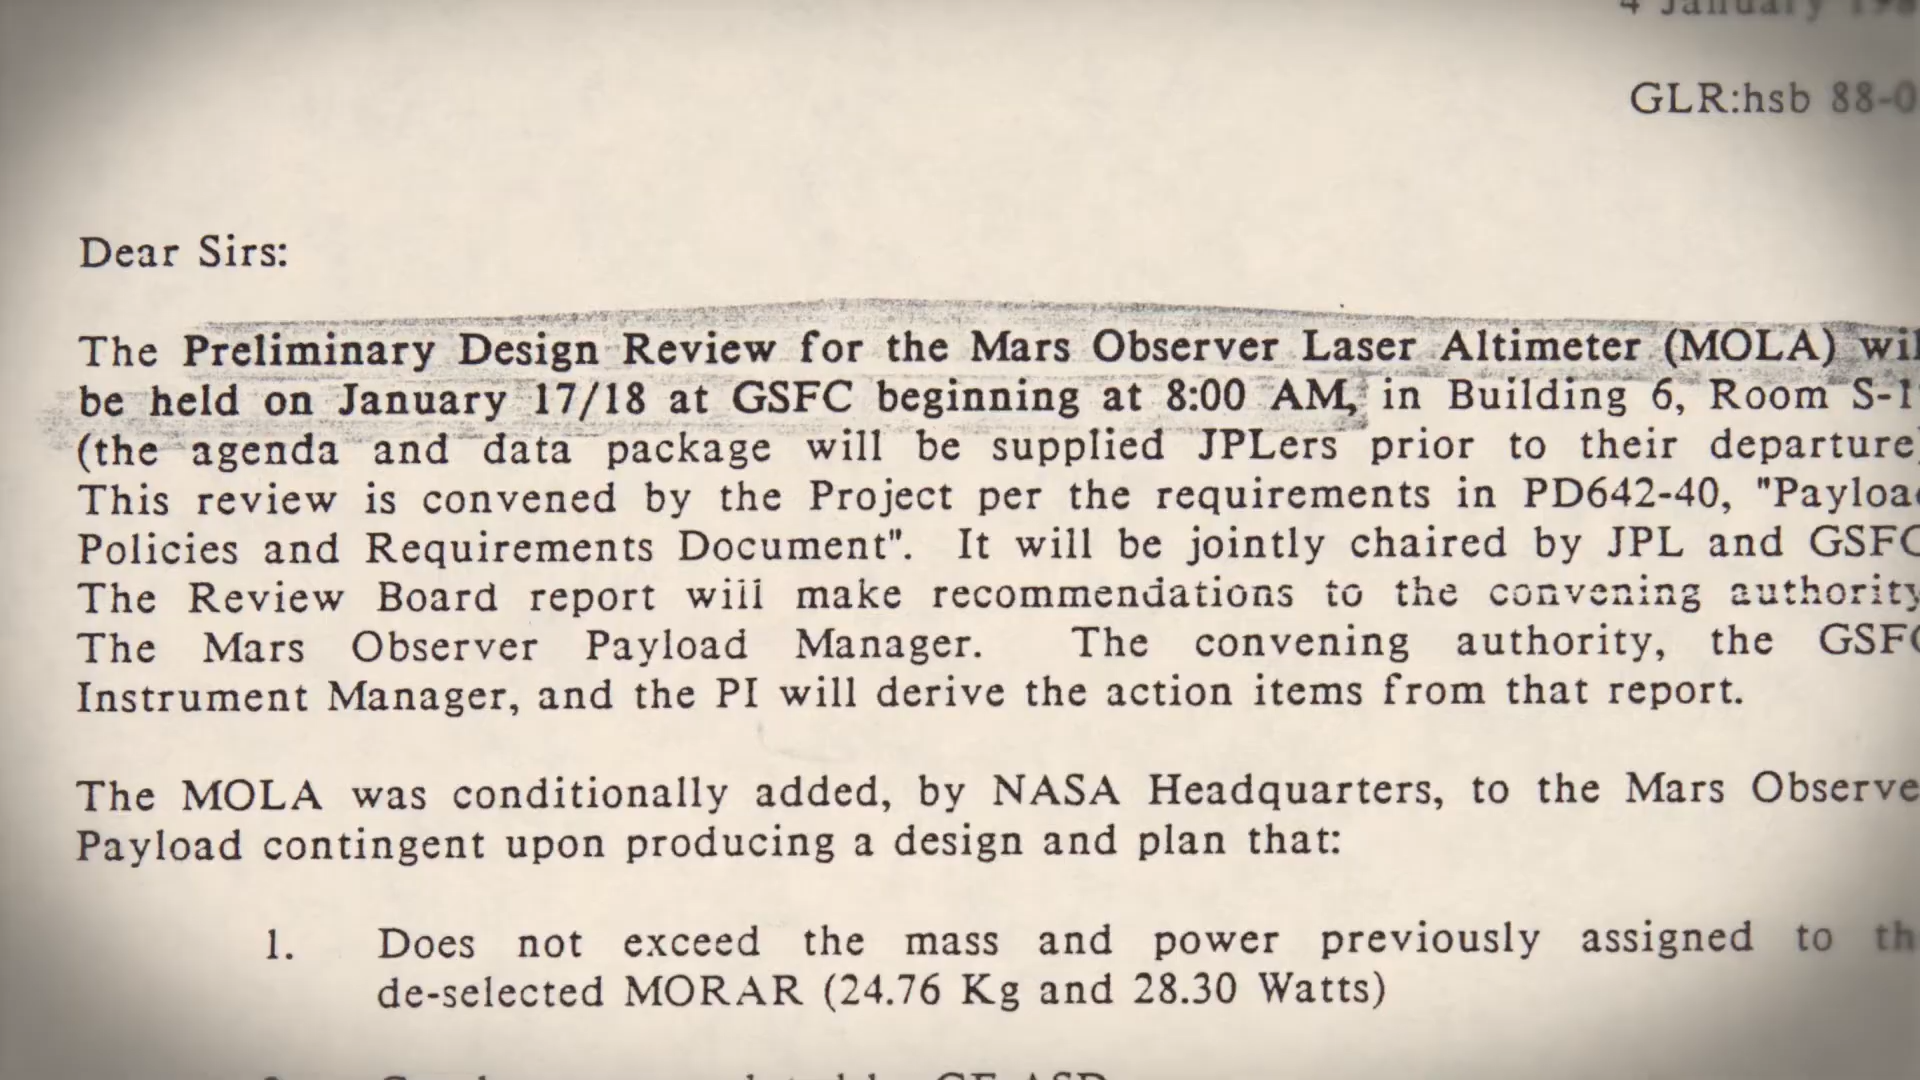 4 January
GLR:hsb 88-0
Dear Sirs:
The Preliminary Design Review for the Mars Observer Laser Altimeter (MOLA) wil
be held on January 17/18 at GSFC beginning at 8:00 AM, in Building 6, Room S-1
(the agenda and data package will be supplied JPLers prior to their departure)
This review is convened by the Project per the requirements in PD642-40, "Payloa
Policies and Requirements Document". It will be jointly chaired by JPL and GSFC
The Review Board report will make recommendations to the convening authority
The Mars Observer Payload Manager. The convening authority, the GSFC
Instrument Manager, and the PI will derive the action items from that report.
The MOLA was conditionally added, by NASA Headquarters, to the Mars Observe
Payload contingent upon producing a design and plan that:
1. Does not exceed the mass and power previously assigned to th
de-selected MORAR (24.76 Kg and 28.30 Watts)